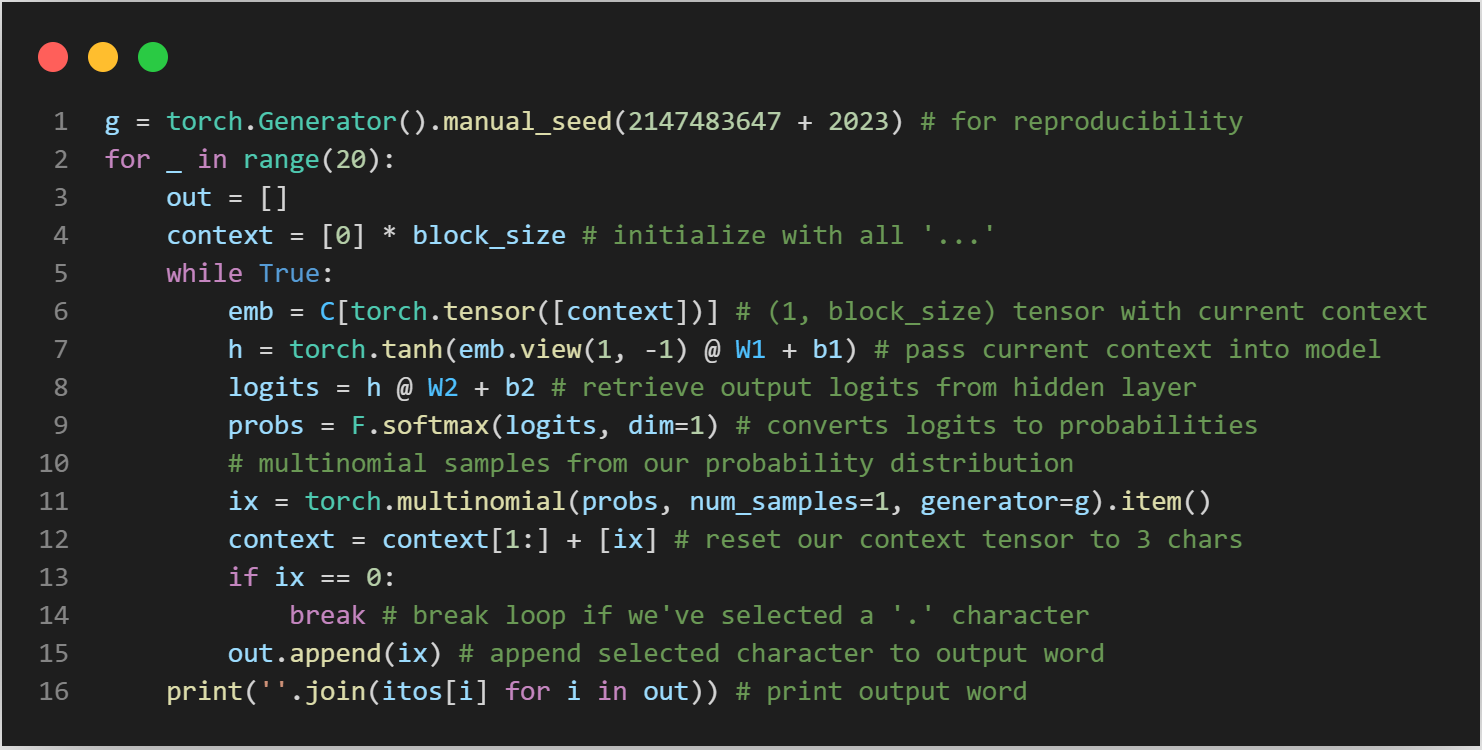 1 g = torch.Generator().manual_seed(2147483647 + 2023) # for reproducibility
2 for _ in range(20):
3     out = []
4     context = [0] * block_size # initialize with all '...'
5     while True:
6         emb = C[torch.tensor([context])] # (1, block_size) tensor with current context
7         h = torch.tanh(emb.view(1, -1) @ W1 + b1) # pass current context into model
8         logits = h @ W2 + b2 # retrieve output logits from hidden layer
9         probs = F.softmax(logits, dim=1) # converts logits to probabilities
10         # multinomial samples from our probability distribution
11         ix = torch.multinomial(probs, num_samples=1, generator=g).item()
12         context = context[1:] + [ix] # reset our context tensor to 3 chars
13         if ix == 0:
14             break # break loop if we've selected a '.' character
15         out.append(ix) # append selected character to output word
16     print(''.join(itos[i] for i in out)) # print output word